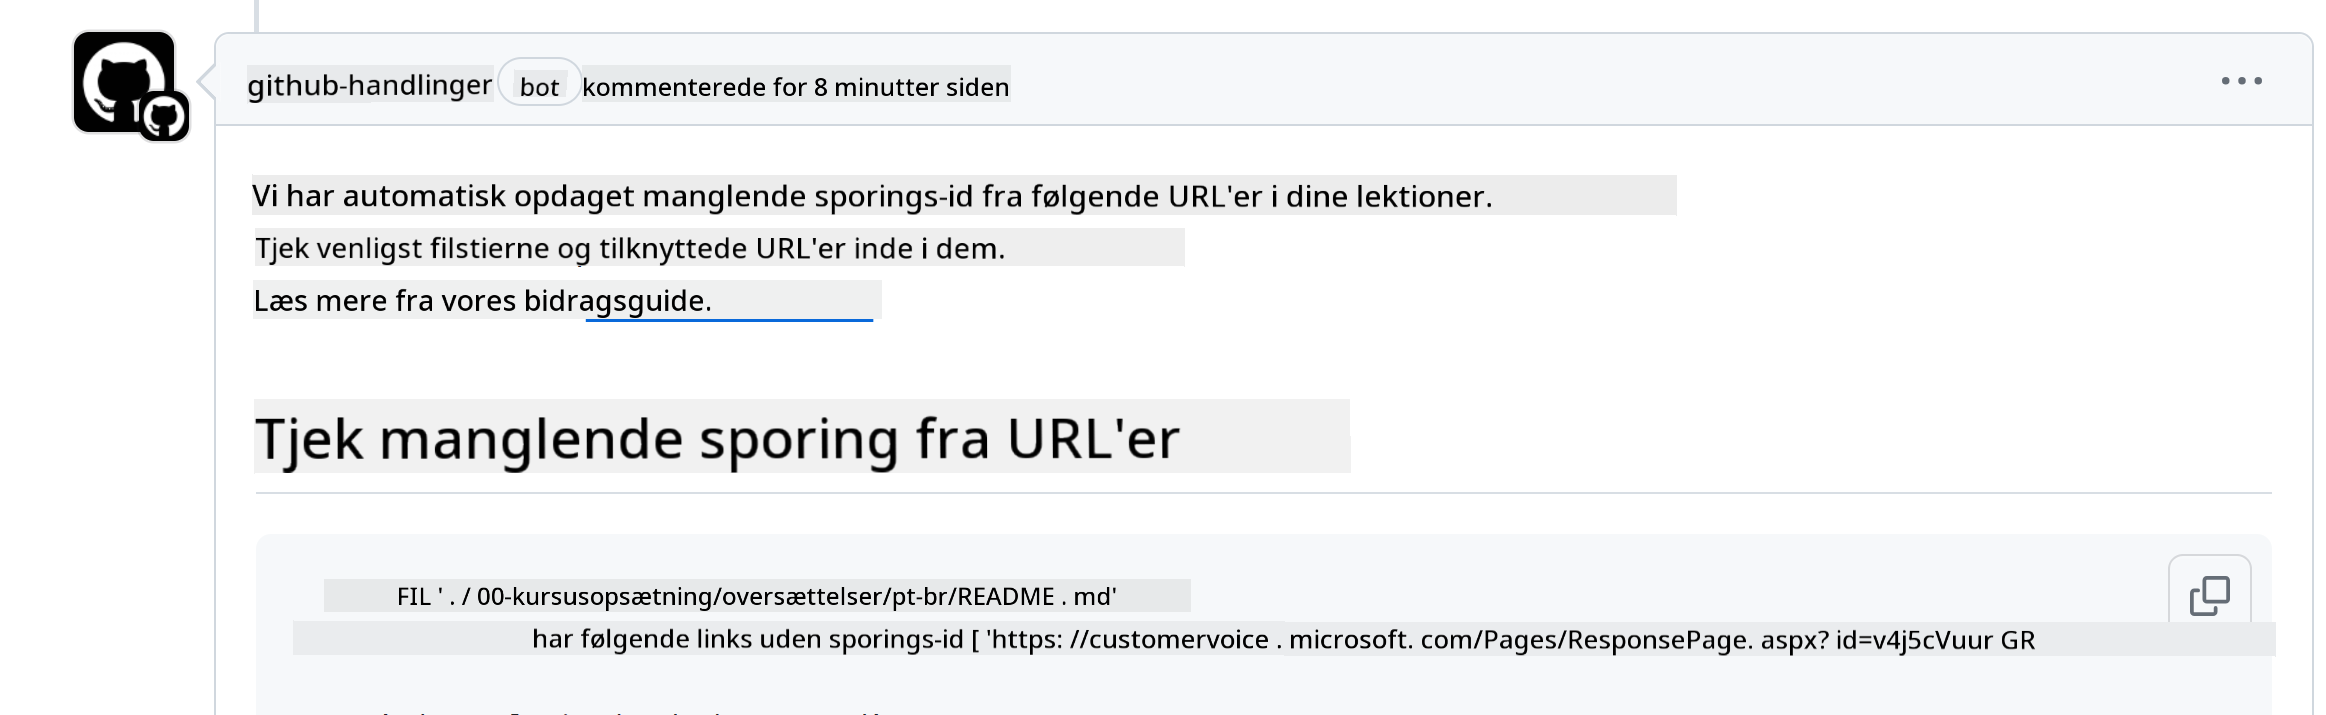 github-handlinger bot kommenterede for 8 minutter siden
Vi har automatisk opdaget manglende sporings-id fra følgende URL'er i dine lektioner.
Tjek venligst filstierne og tilknyttede URL'er inde i dem.
Læs mere fra vores bidragsguide.
Tjek manglende sporing fra URL'er
FIL ' . / 00-kursusopsætning/oversættelser/pt-br/README . md'
har følgende links uden sporings-id [ 'https: //customervoice . microsoft. com/Pages/ResponsePage. aspx? id=v4j5cVuur GR